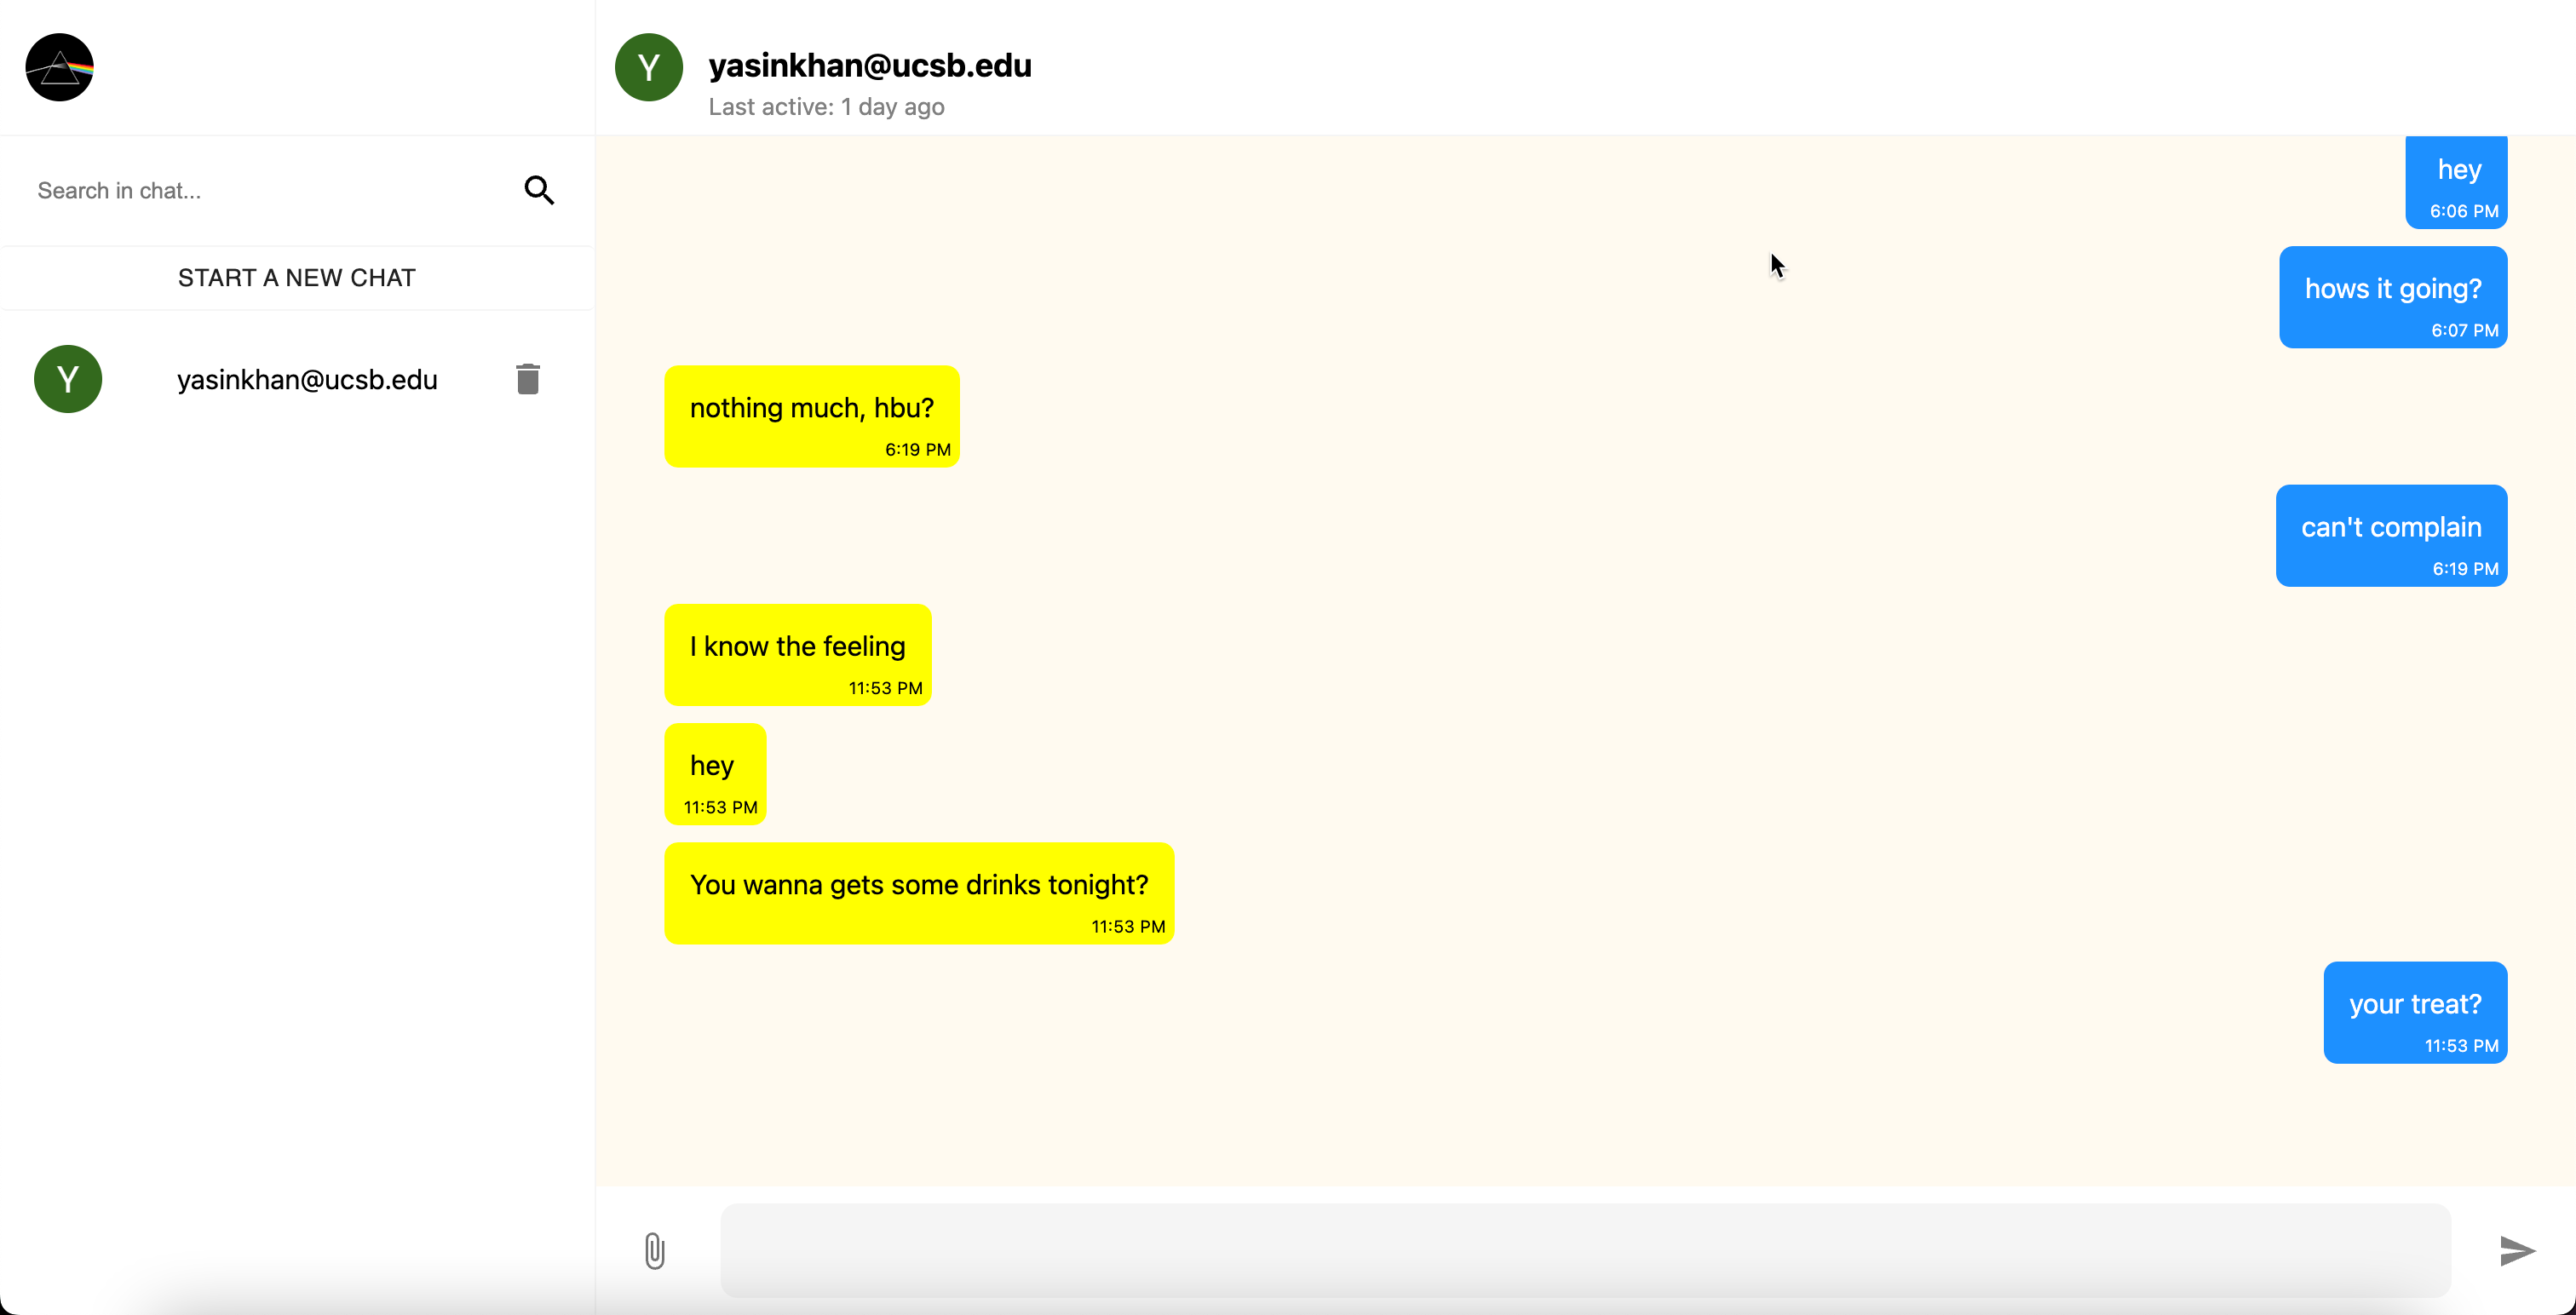 Y
yasinkhan@ucsb.edu
Last active: 1 day ago
Search in chat...
START A NEW CHAT
Y
yasinkhan@ucsb.edu
hey
6:06 PM
hows it going?
6:07 PM
nothing much, hbu?
6:19 PM
can't complain
6:19 PM
I know the feeling
11:53 PM
hey
11:53 PM
You wanna gets some drinks tonight?
11:53 PM
your treat?
11:53 PM